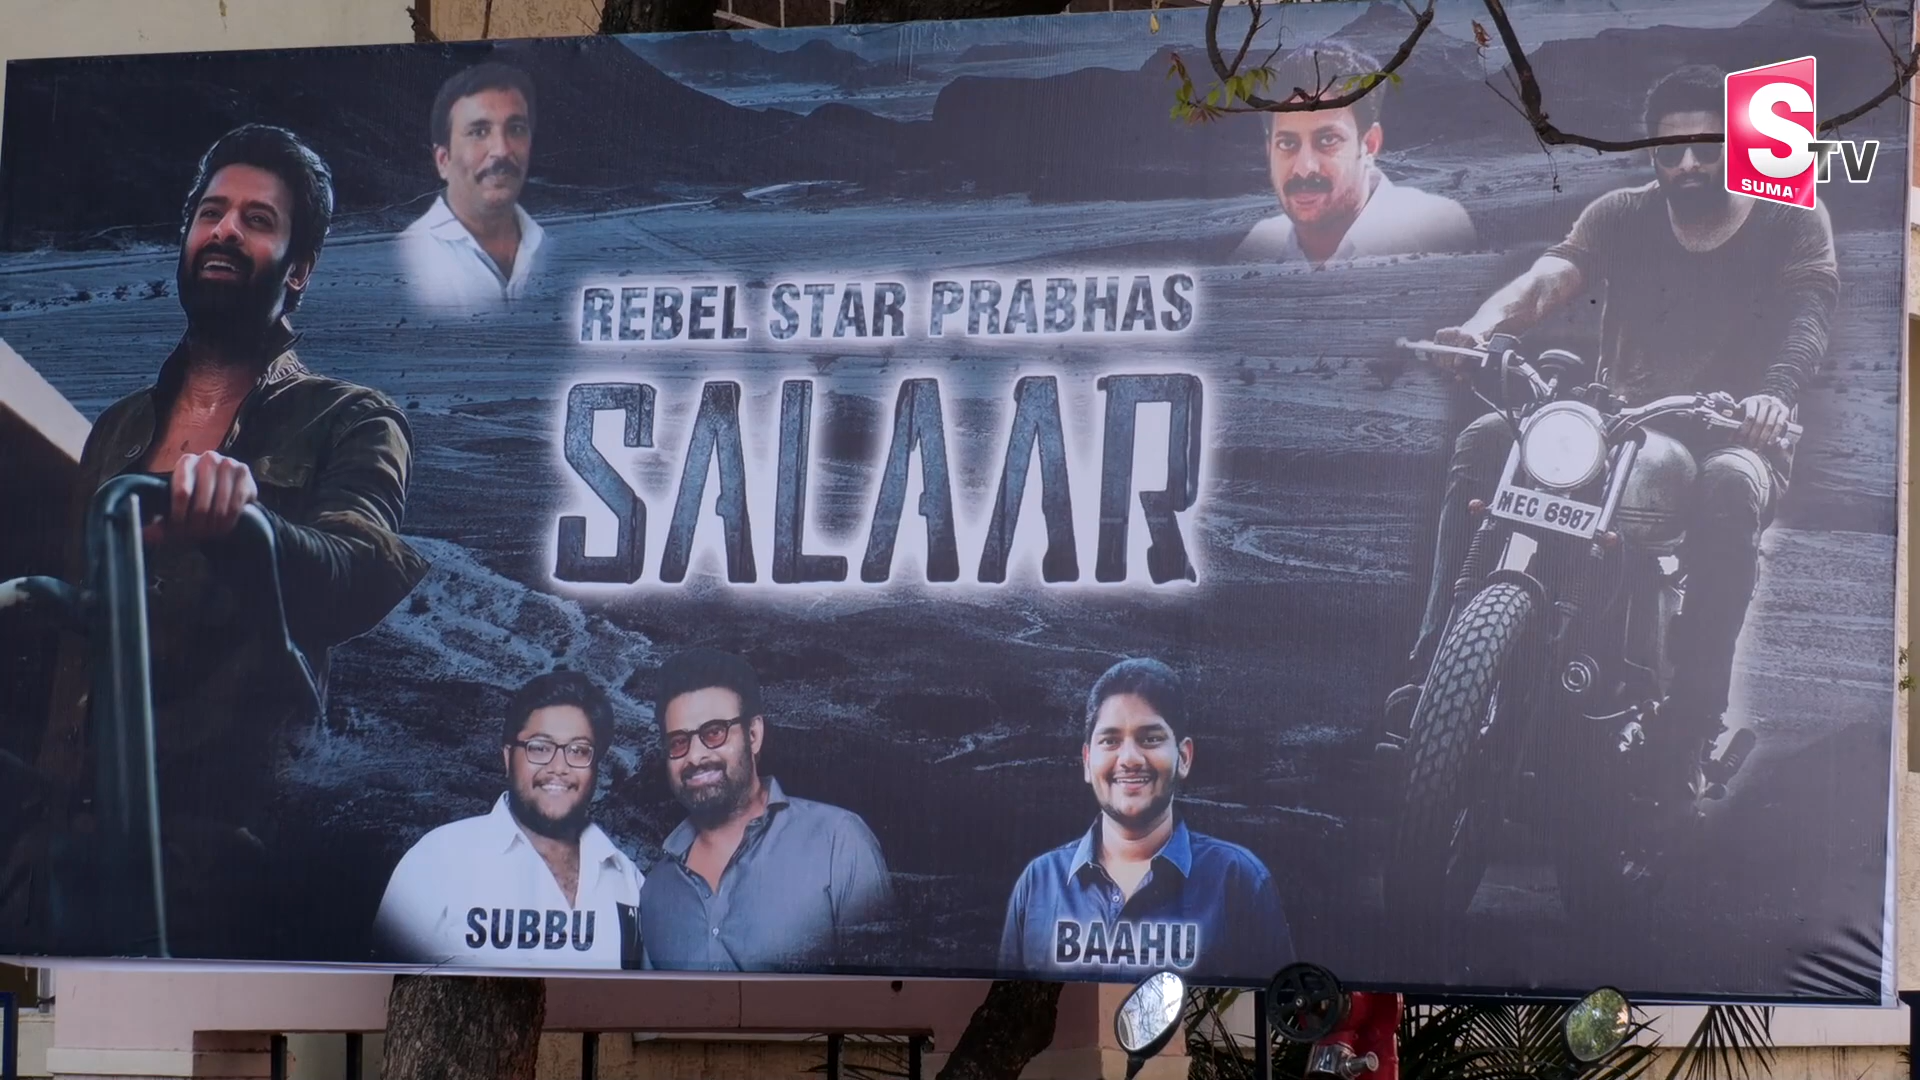 S
TV
SUMA
REBEL STAR PRABHAS
SALAAR
MEC 6987
SUBBU
BAAHU